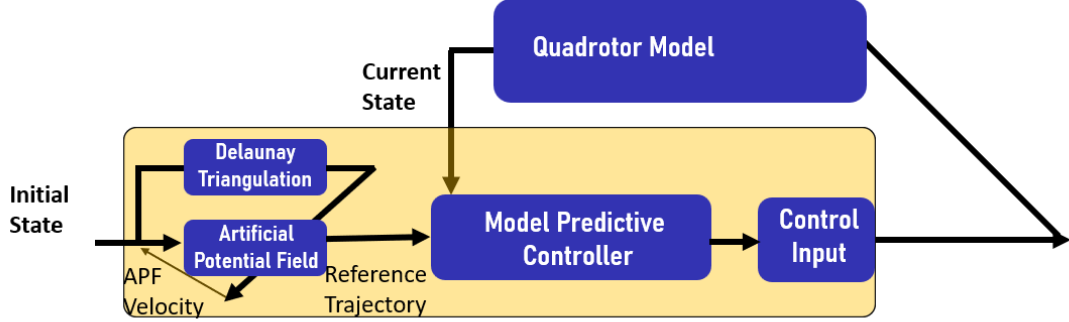 Quadrotor Model
Current
State
Delaunay
Triangulation
Initial
State
Artificial
Potential Field
Model Predictive
Controller
Control
Input
APF
Velocity
Reference
Trajectory